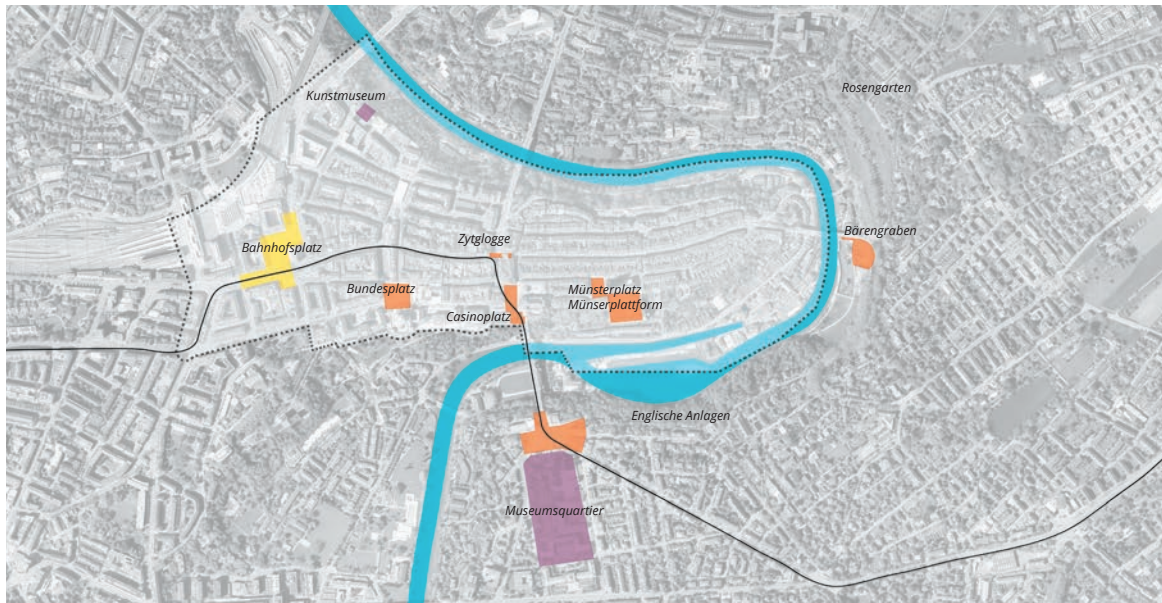 Rosengarten
Kunstmuseum
Bärengraben
Zytglogge
Bahnhofsplatz
Bundesplatz
Münsterplatz
Münserplattform
Casinoplatz
Englische Anlagen
Museumsquartier